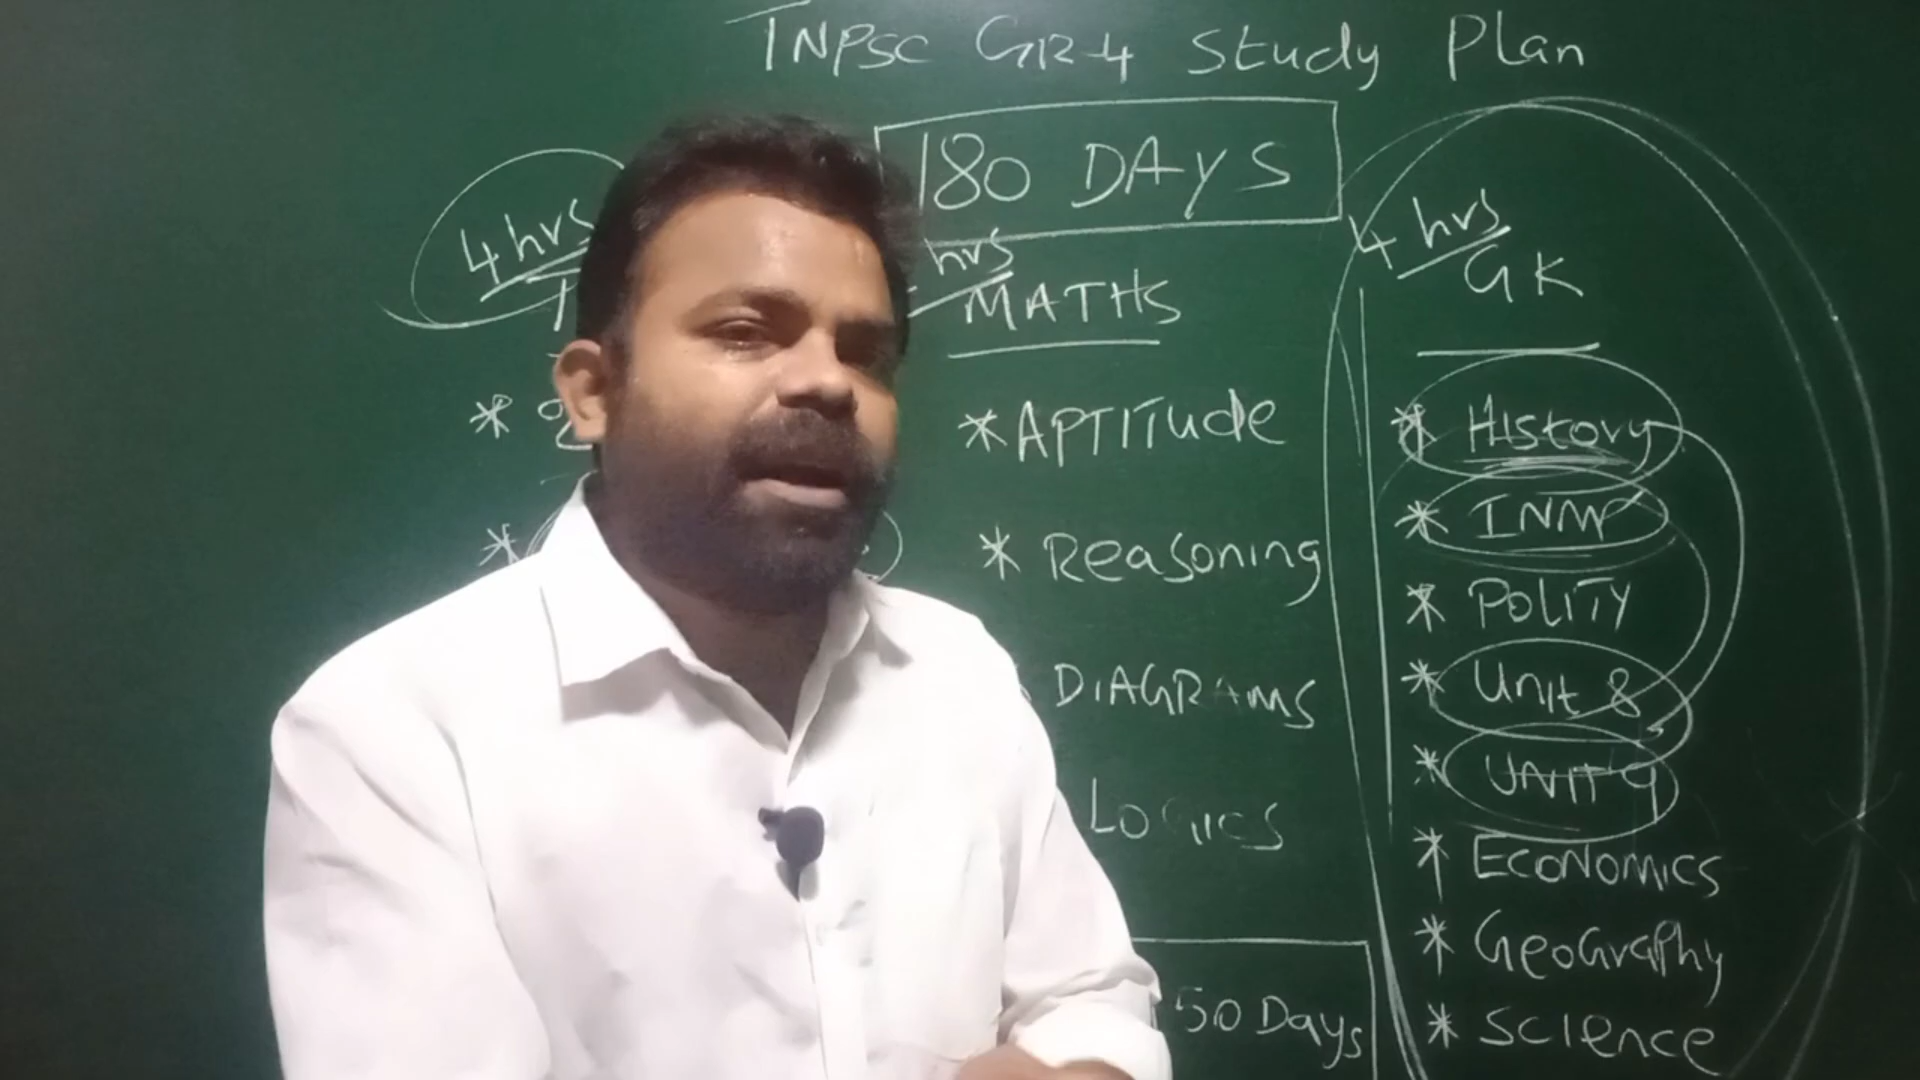 TNPSC GR-4 Study Plan
180 DAYS
4 hrs
hrs
MATHS
4 hrs
GK
* APTITude
* Reasoning
DIAGRAMS
LOGICS
50 Days
* HIstory
* INM
* POLITY
* Unit 8
* UNIT 9
* ECONOMICS
* GeoGraphy
* SCIence